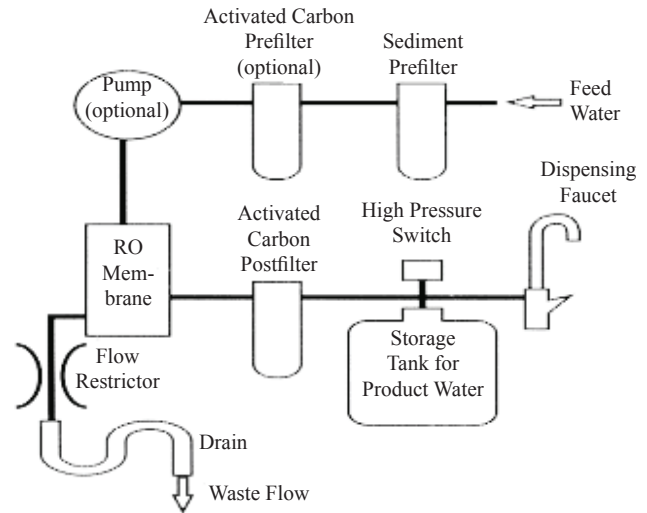 Activated Carbon
Prefilter
(optional)
Sediment
Prefilter
Pump
(optional)
Feed
Water
Dispensing
Faucet
RO
Mem-
brane
Activated
Carbon
Postfilter
High Pressure
Switch
Storage
Tank for
Product Water
Flow
Restrictor
Drain
Waste Flow